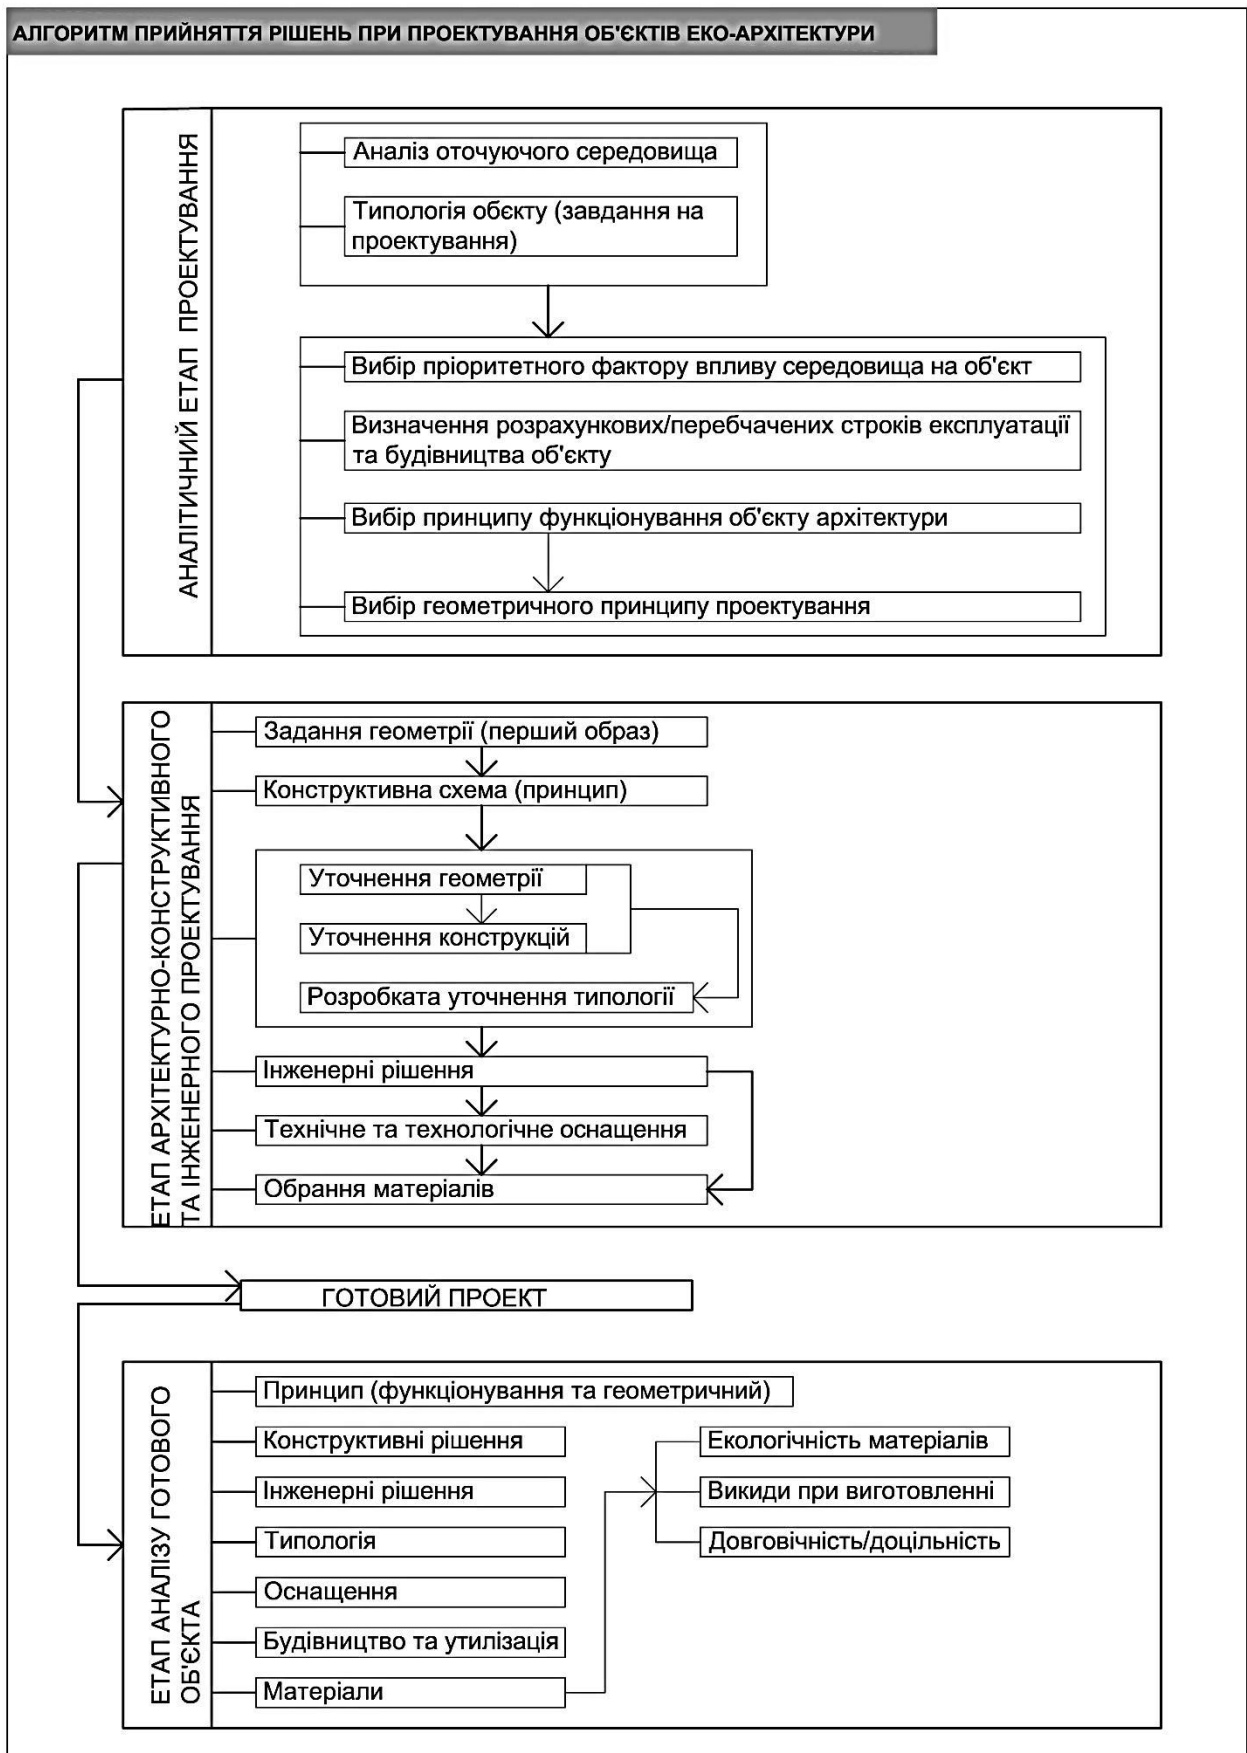 АЛГОРИТМ ПРИЙНЯТТЯ РІШЕНЬ ПРИ ПРОЕКТУВАННЯ ОБ'ЄКТІВ ЕКО-АРХІТЕКТУРИ
АНАЛІТИЧНИЙ ЕТАП ПРОЕКТУВАННЯ
Аналіз оточуючого середовища
Типологія обєкту (завдання на
проектування)
Вибір пріоритетного фактору впливу середовища на об'єкт
Визначення розрахункових/перебчачених строків експлуатації
та будівництва об'єкту
Вибір принципу функціонування об'єкту архітектури
Вибір геометричного принципу проектування
ЕТАП АРХІТЕКТУРНО-КОНСТРУКТИВНОГО
ТА ІНЖЕНЕРНОГО ПРОЕКТУВАННЯ
Задання геометрії (перший образ)
Конструктивна схема (принцип)
Уточнення геометрії
Уточнення конструкцій
Розробката уточнення типології
Інженерні рішення
Технічне та технологічне оснащення
Обрання матеріалів
ГОТОВИЙ ПРОЕКТ
ЕТАП АНАЛІЗУ ГОТОВОГО
ОБ'ЄКТА
Принцип (функціонування та геометричний)
Конструктивні рішення
Інженерні рішення
Типологія
Оснащення
Будівництво та утилізація
Матеріали
Екологічність матеріалів
Викиди при виготовленні
Довговічність/доцільність